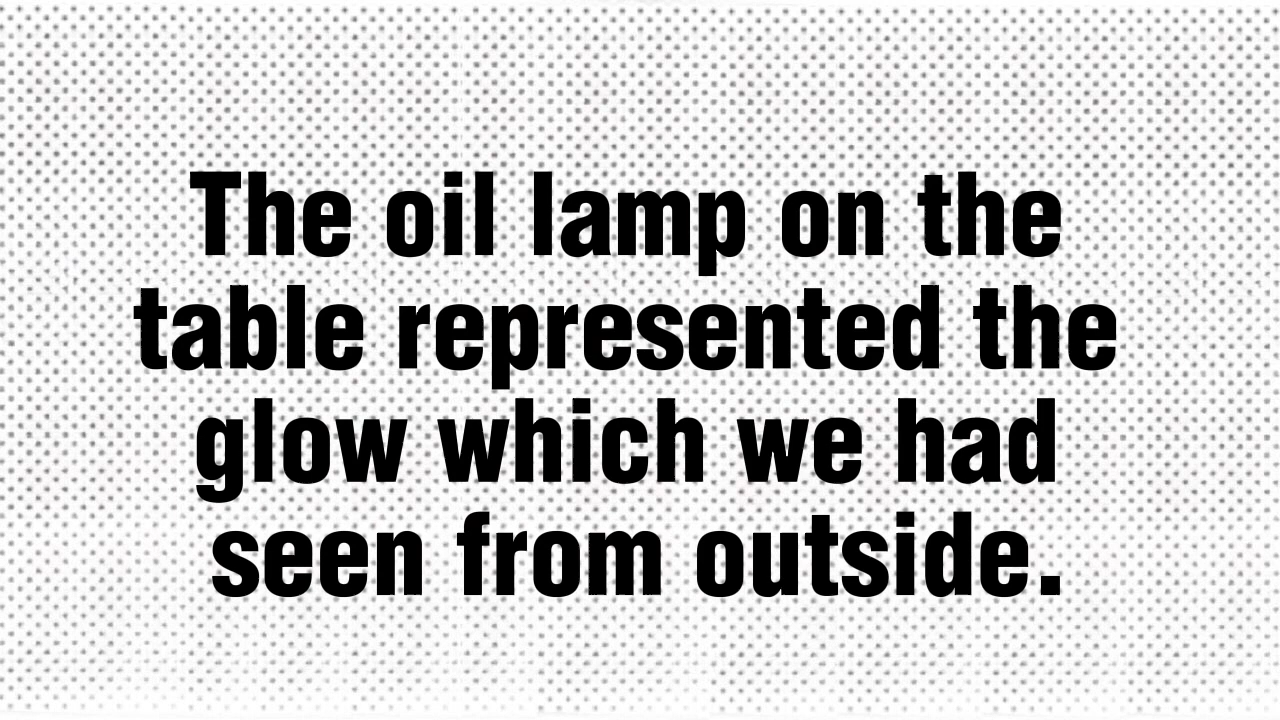 The oil lamp on the
table represented the
glow which we had
seen from outside.